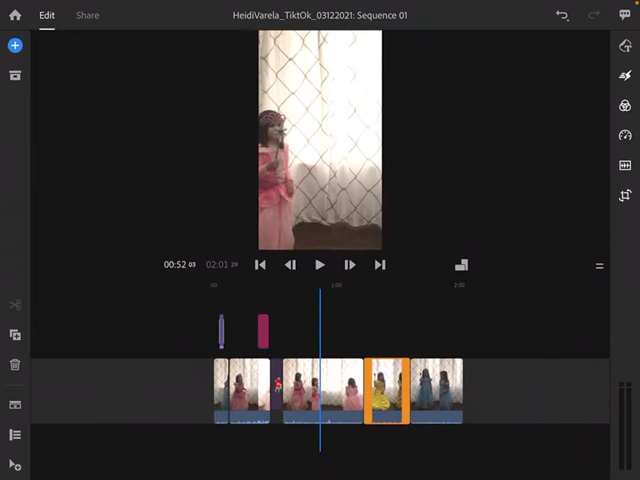 Edit
Share
HeidiVarela_TiktOk_03122021: Sequence 01
00:52 03
02:01 29
:00
1:00
2:00